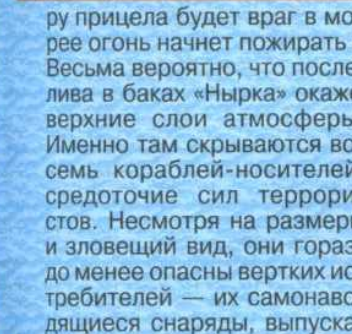 ру прицела будет враг в мо
рее огонь начнет пожирать
Весьма вероятно, что после
лива в баках «Нырка» окаже
верхние слои атмосферы
Именно там скрываются во
семь кораблей-носителей
средоточие сил террори
стов. Несмотря на размеры
и зловещий вид, они гораз
до менее опасны вертких ис
требителей — их самонаво
дящиеся снаряды, выпуска